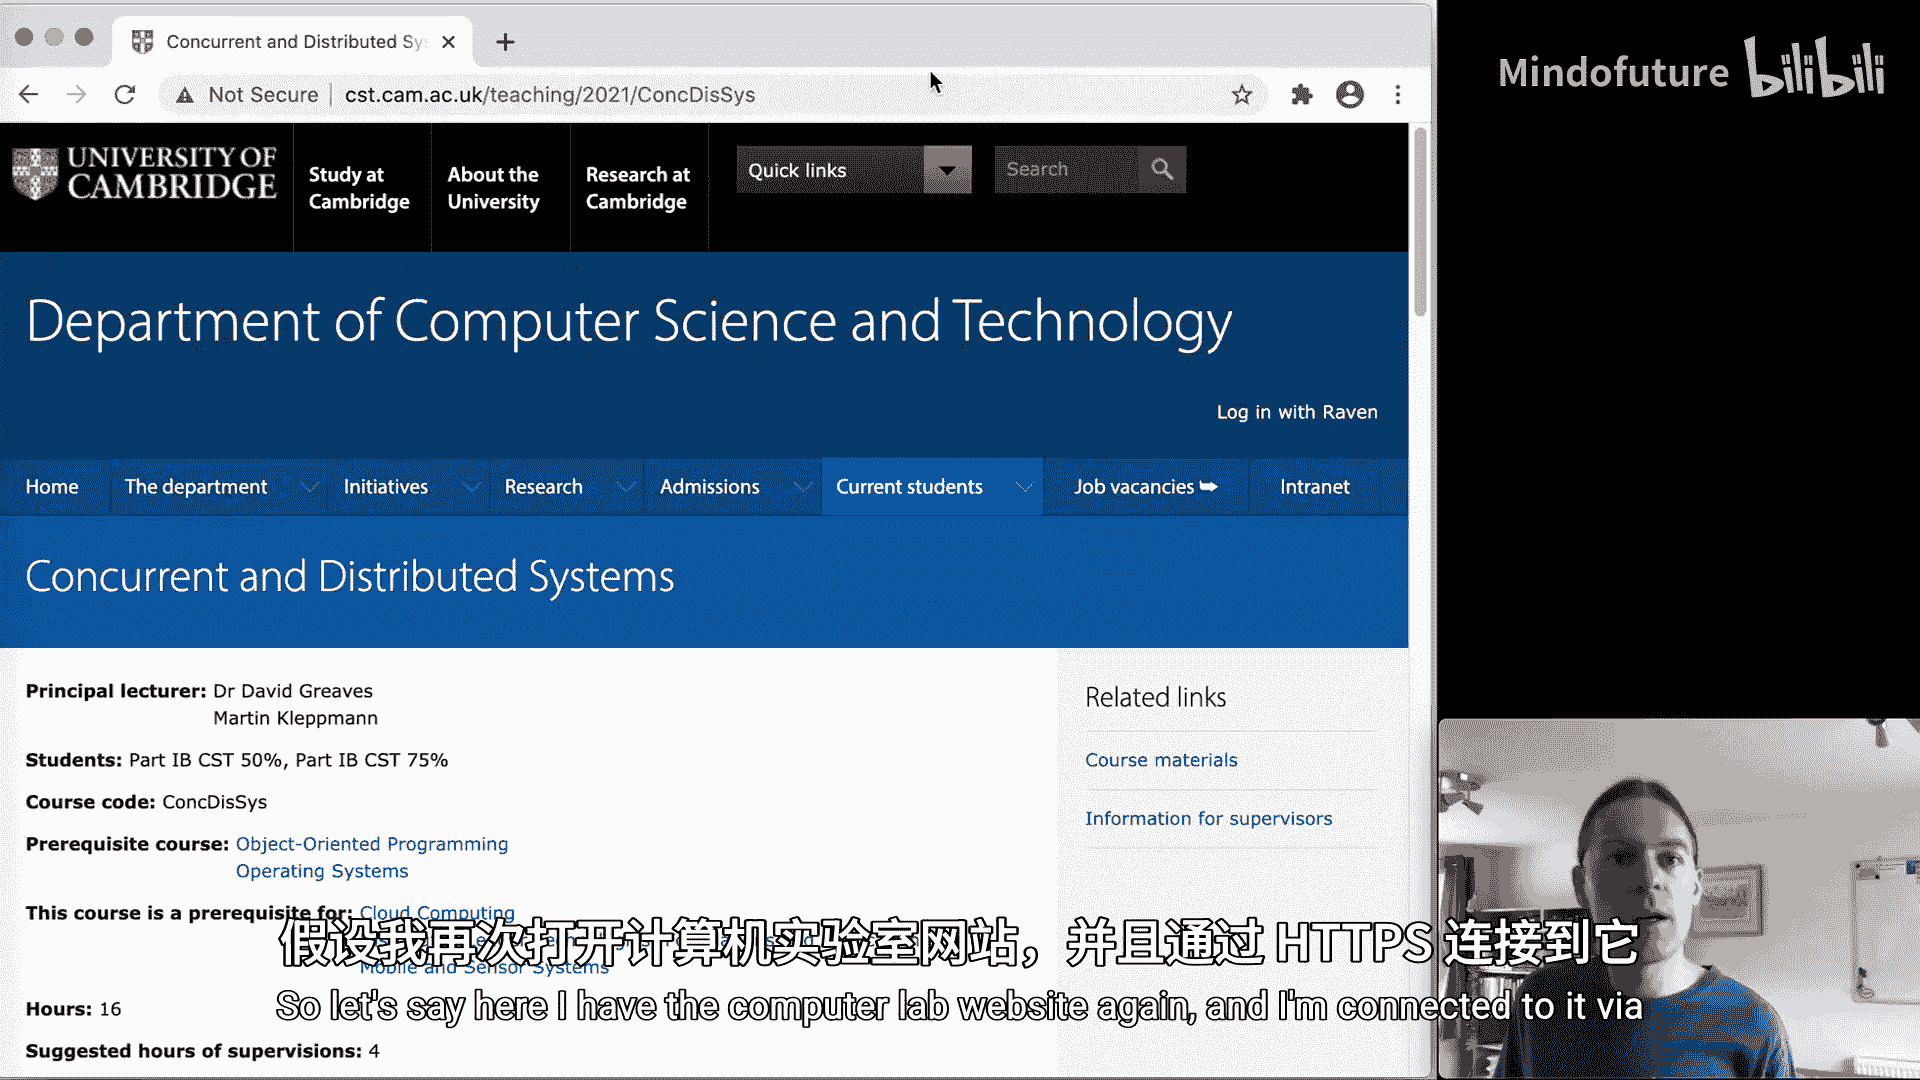 Concurrent and Distributed Sy
Mindofuture bilibili
Not Secure | cst.cam.ac.uk/teaching/2021/ConcDisSys
UNIVERSITY OF
CAMBRIDGE
Study at
Cambridge
About the
University
Research at
Cambridge
Quick links
Search
Department of Computer Science and Technology
Log in with Raven
Home
The department
Initiatives
Research
Admissions
Current students
Job vacancies
Intranet
Concurrent and Distributed Systems
Principal lecturer: Dr David Greaves
Martin Kleppmann
Students: Part IB CST 50%, Part IB CST 75%
Course code: ConcDisSys
Prerequisite course: Object-Oriented Programming
Operating Systems
This course is a prerequisite for: Cloud Computing
Mobile and Sensor Systems
Hours: 16
Suggested hours of supervisions: 4
Related links
Course materials
Information for supervisors
假设我再次打开计算机实验室网站，并且通过 HTTPS 连接到它
So let's say here I have the computer lab website again, and I'm connected to it via